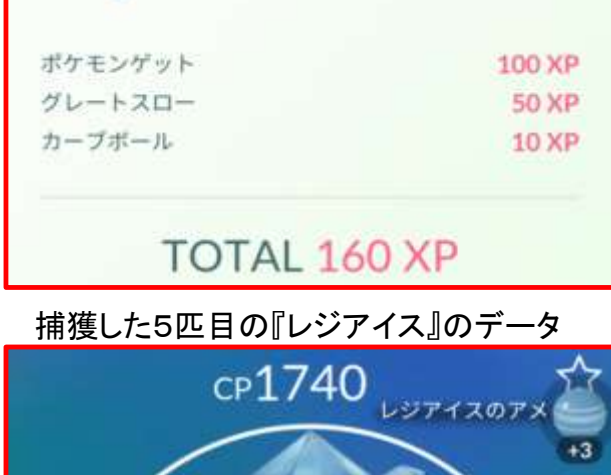 ポケモンゲット 100 XP
グレートスロー 50 XP
カーブボール 10 XP
TOTAL 160 XP
捕獲した5匹目の『レジアイス』のデータ
CP1740
レジアイスのアメ
+3